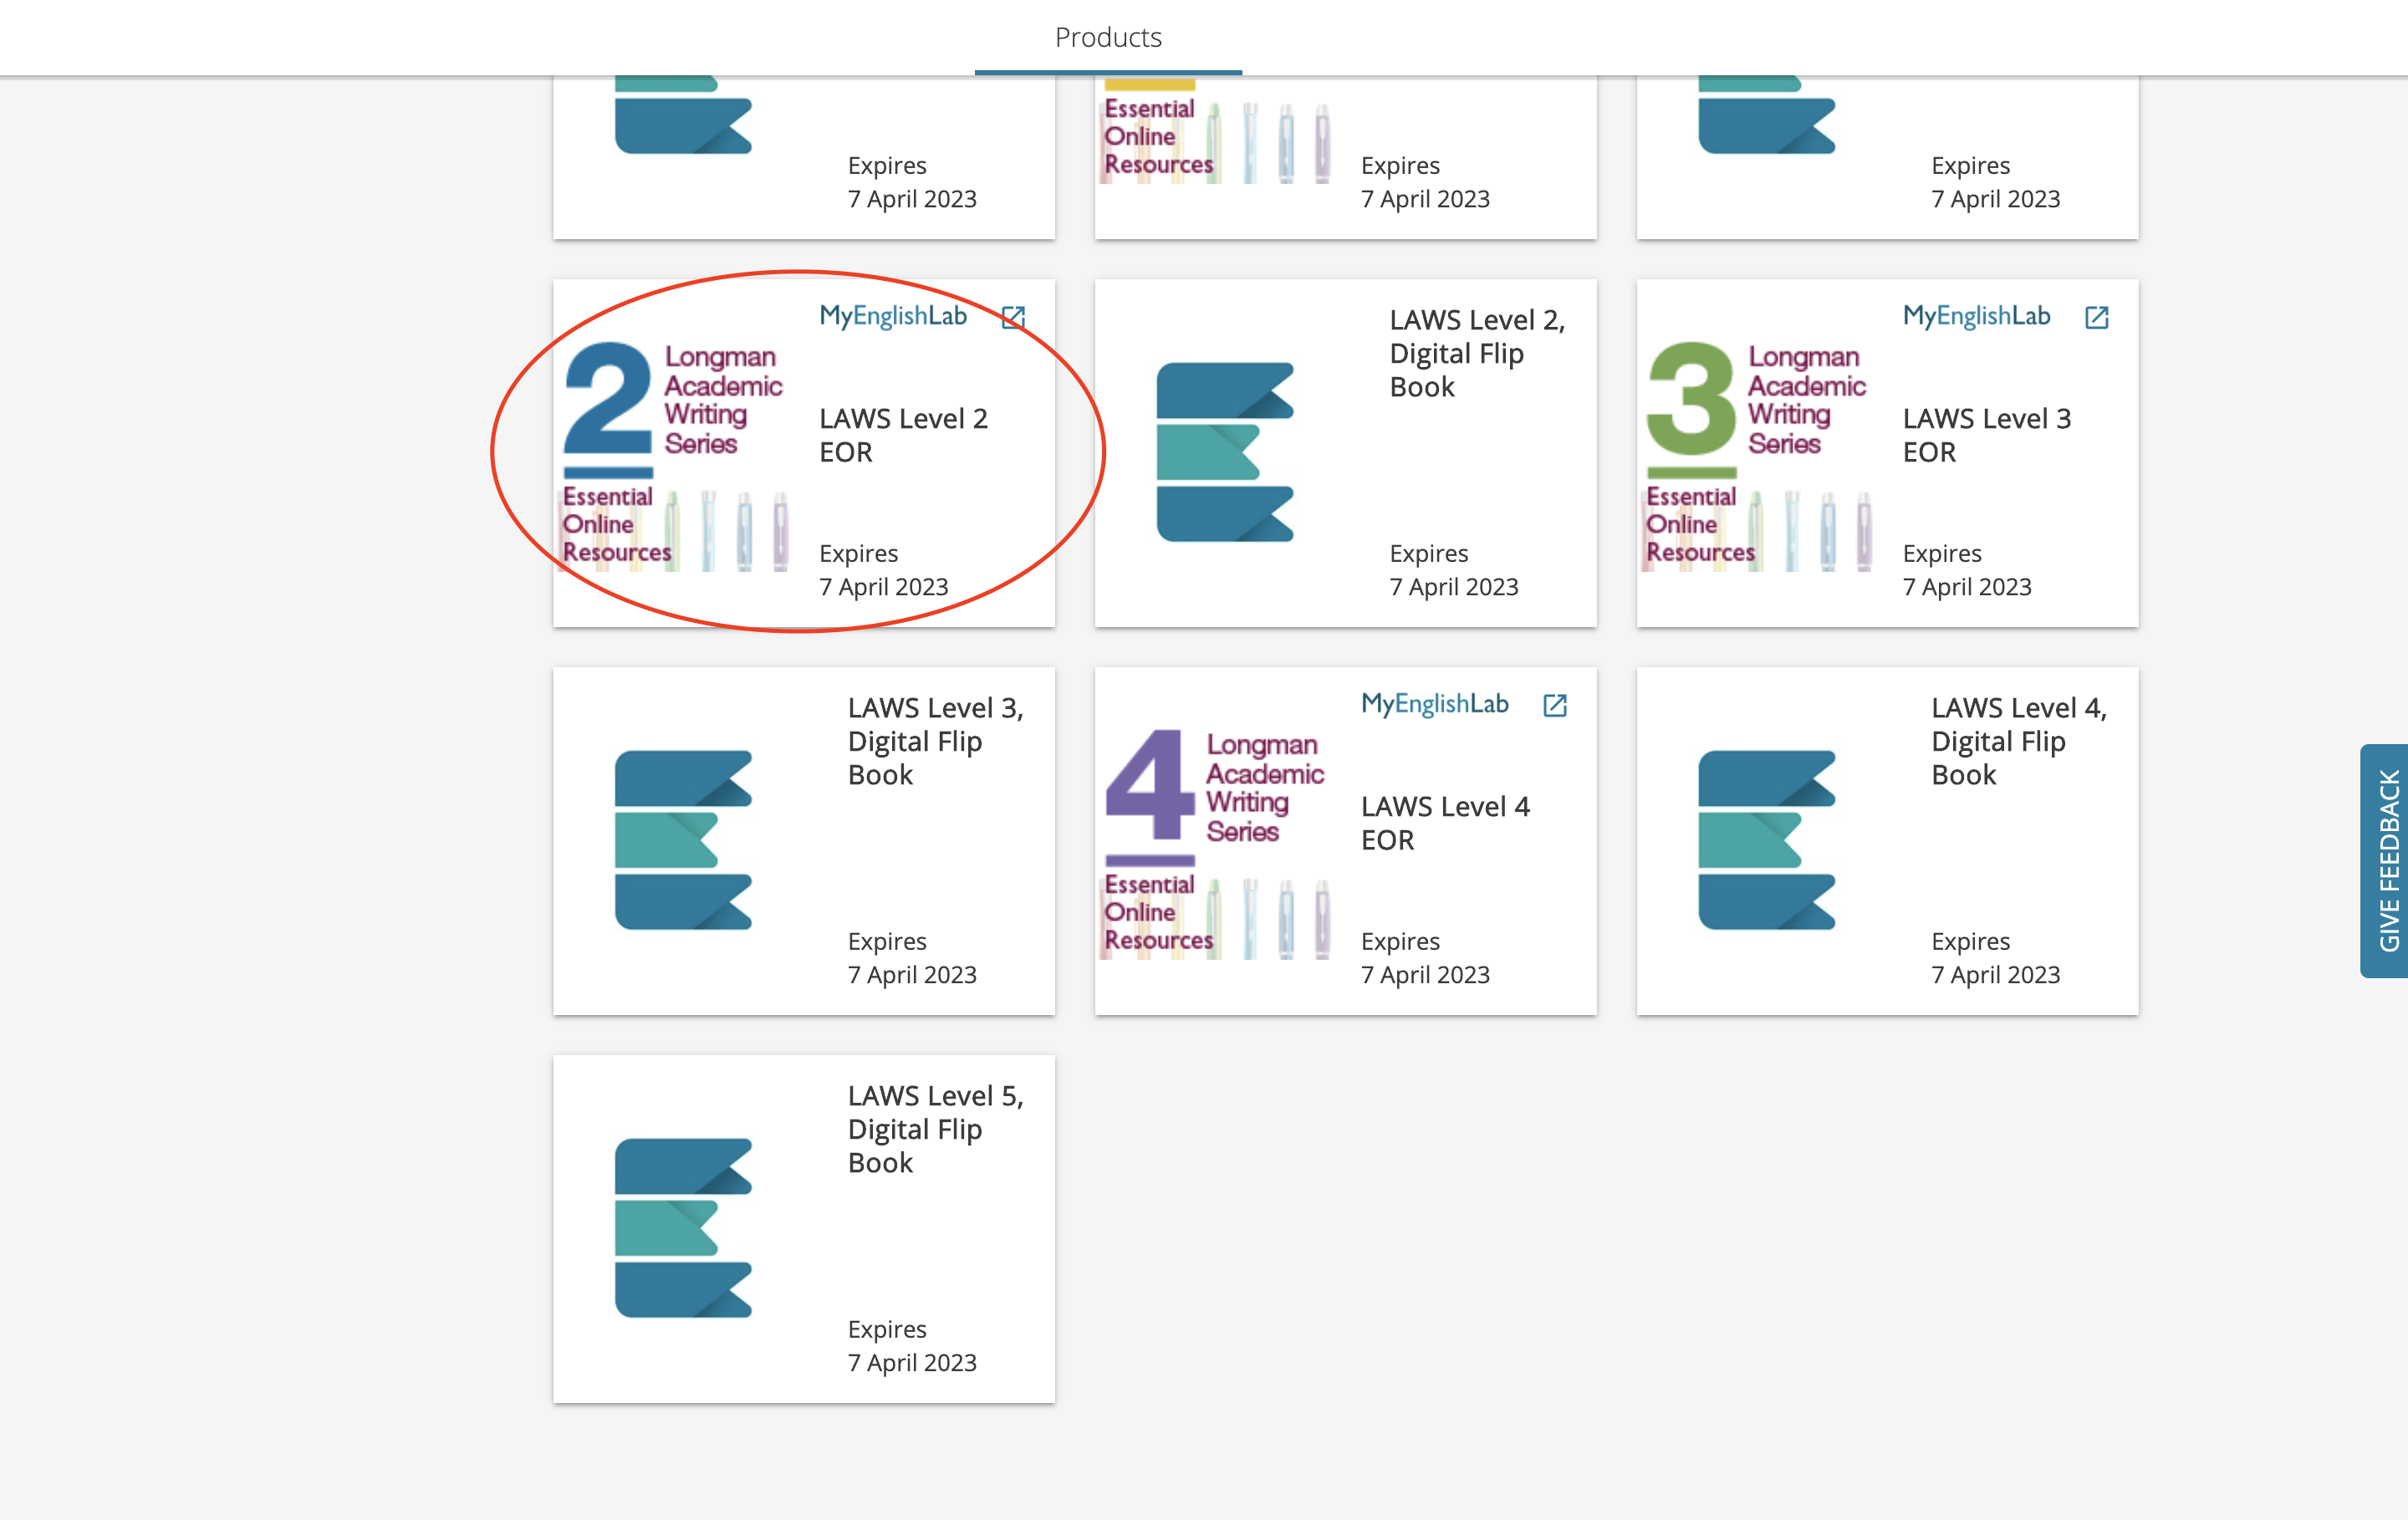 Products
Expires
7 April 2023
Essential
Online
Resources
Expires
7 April 2023
Expires
7 April 2023
2
Longman
Academic
Writing
Series
Essential
Online
Resources
MyEnglishLab
LAWS Level 2
EOR
Expires
7 April 2023
LAWS Level 2,
Digital Flip
Book
Expires
7 April 2023
3
Longman
Academic
Writing
Series
Essential
Online
Resources
MyEnglishLab
LAWS Level 3
EOR
Expires
7 April 2023
LAWS Level 3,
Digital Flip
Book
Expires
7 April 2023
4
Longman
Academic
Writing
Series
Essential
Online
Resources
MyEnglishLab
LAWS Level 4
EOR
Expires
7 April 2023
LAWS Level 4,
Digital Flip
Book
Expires
7 April 2023
LAWS Level 5,
Digital Flip
Book
Expires
7 April 2023
GIVE FEEDBACK